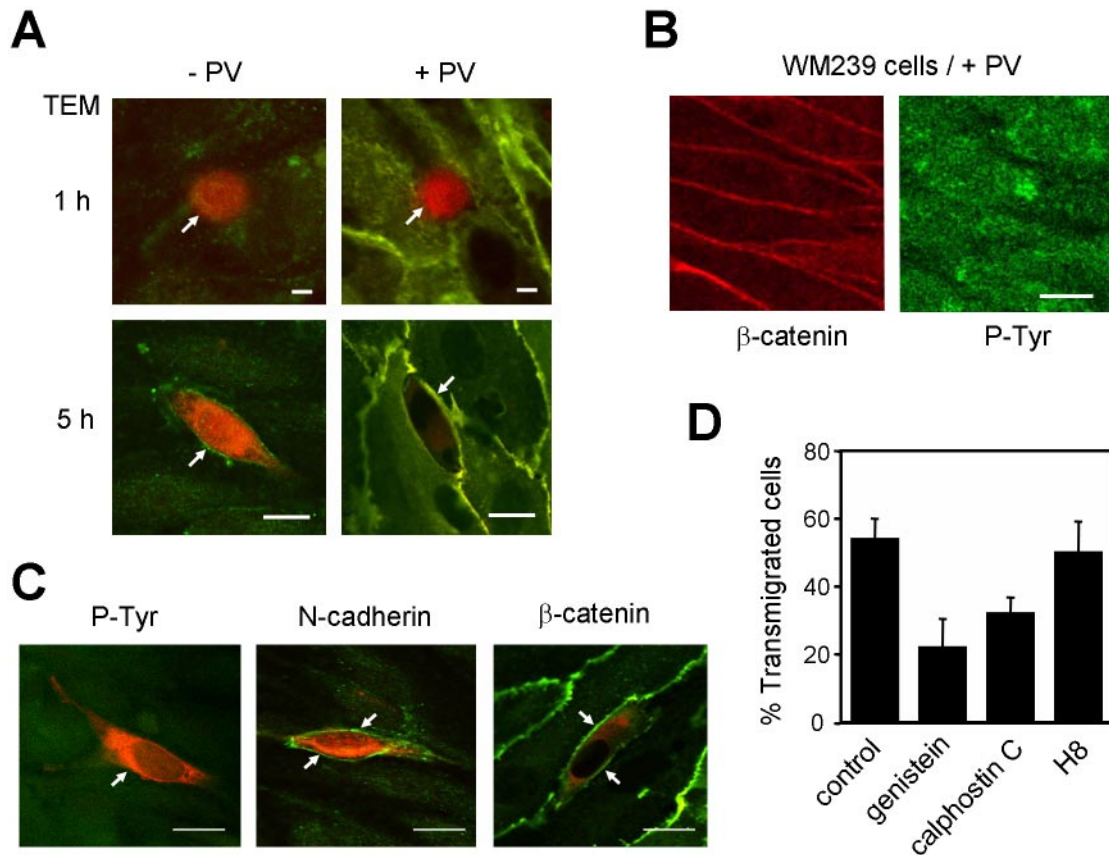 A
- PV
+ PV
TEM
1 h
5 h
B
WM239 cells / + PV
β-catenin
P-Tyr
C
P-Tyr
N-cadherin
β-catenin
D
% Transmigrated cells
80
60
40
20
0
control
genistein
calphostin C
H8